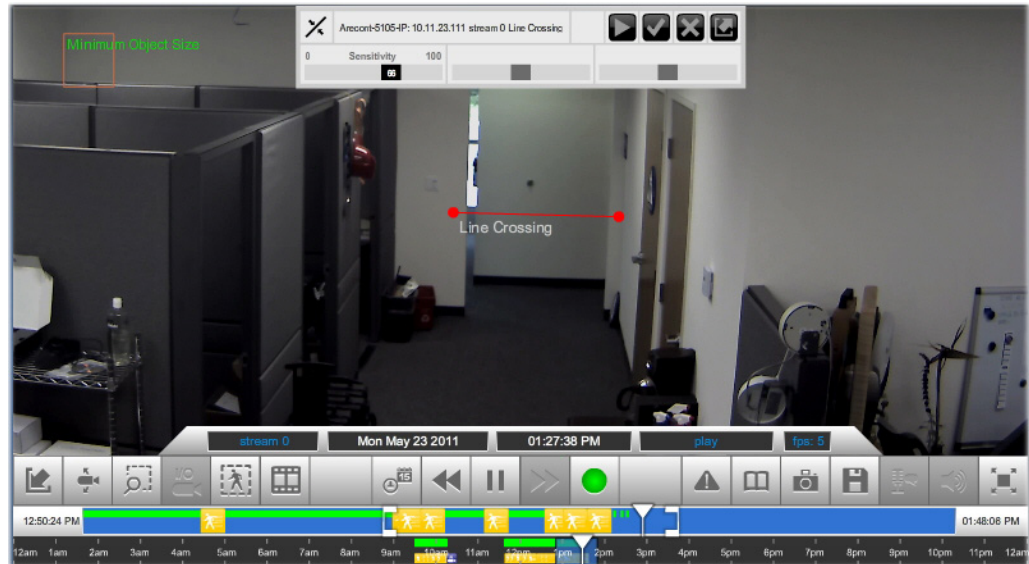 Minimum Object Size
Arecont-5105-IP: 10.11.23.111 stream 0 Line Crossing
0 Sensitivity 100
66
Line Crossing
stream 0 Mon May 23 2011 01:27:38 PM play fps: 5
I/O
15
12:50:24 PM 01:48:06 PM
12am 1am 2am 3am 4am 5am 6am 7am 8am 9am 10am 11am 12pm 1pm 2pm 3pm 4pm 5pm 6pm 7pm 8pm 9pm 10pm 11pm 12am